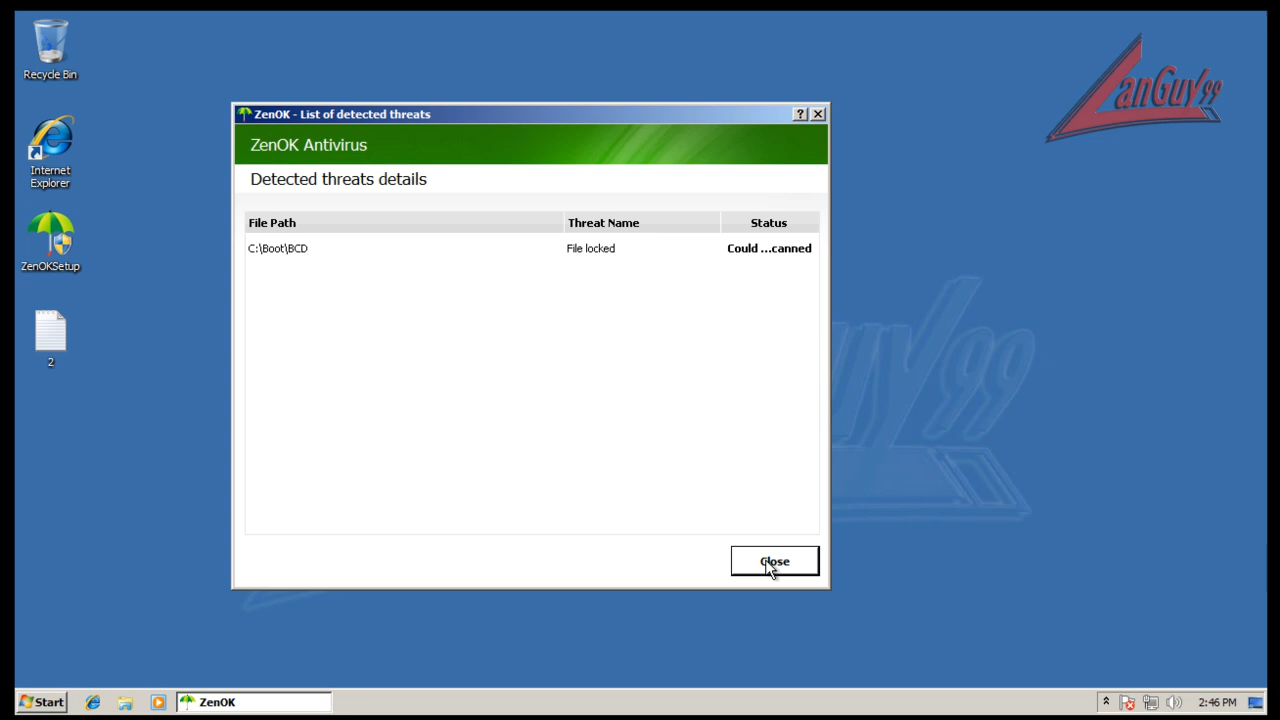 Recycle Bin
Internet
Explorer
ZenOKSetup
2
LanGuy99
ZenOK - List of detected threats
ZenOK Antivirus
Detected threats details
File Path Threat Name Status
C:\Boot\BCD File locked Could ...canned
Close
Guy99
Start
ZenOK
2:46 PM